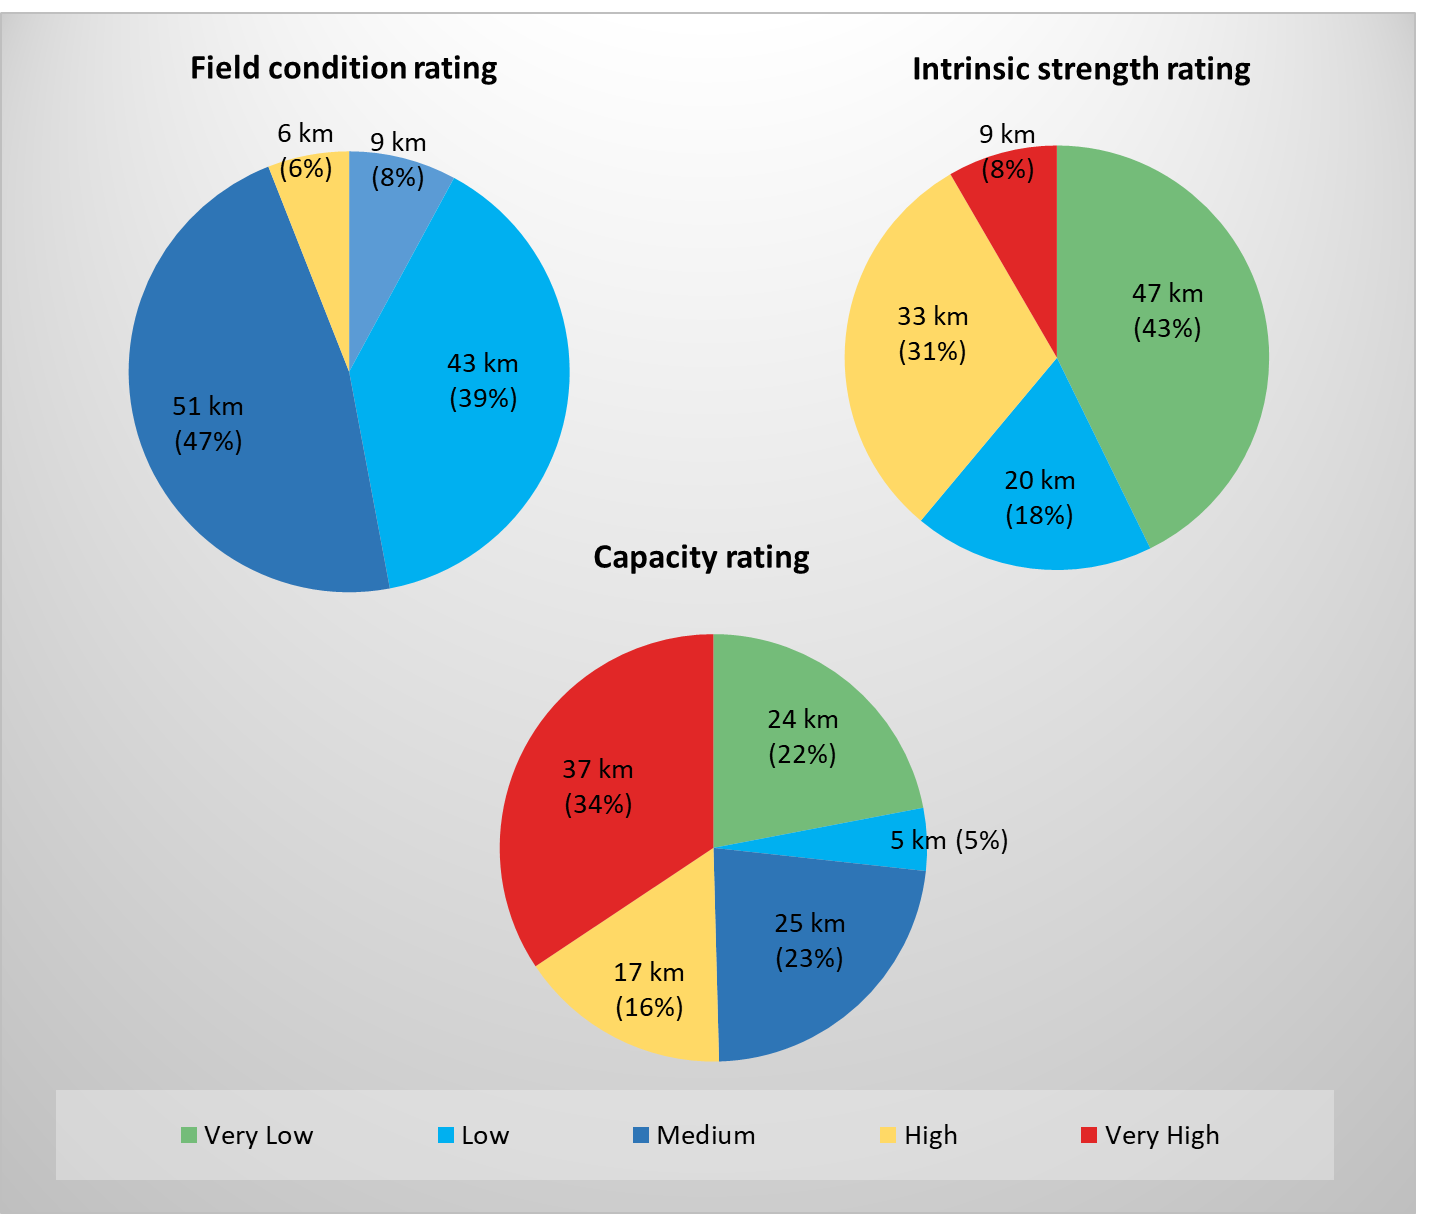 Field condition rating
6 km
(6%)
9 km
(8%)
43 km
(39%)
51 km
(47%)
Intrinsic strength rating
9 km
(8%)
47 km
(43%)
33 km
(31%)
20 km
(18%)
Capacity rating
24 km
(22%)
37 km
(34%)
5 km (5%)
25 km
(23%)
17 km
(16%)
Very Low
Low
Medium
High
Very High